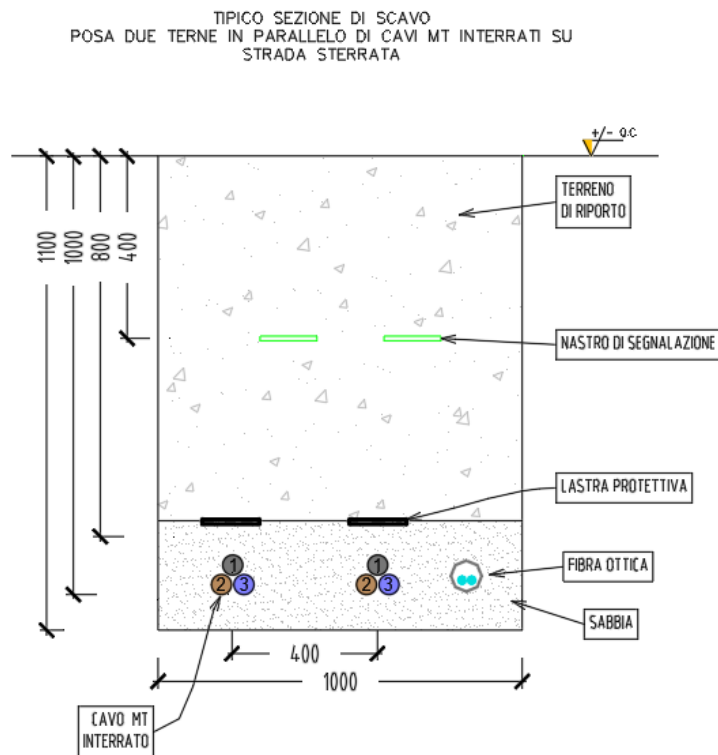 TIPICO SEZIONE DI SCAVO
POSA DUE TERNE IN PARALLELO DI CAVI MT INTERRATI SU
STRADA STERRATA
+/- Q.C
TERRENO
DI RIPORTO
1100
1000
800
400
NASTRO DI SEGNALAZIONE
LASTRA PROTETTIVA
1
2
3
1
2
3
FIBRA OTTICA
SABBIA
400
1000
CAVO MT
INTERRATO